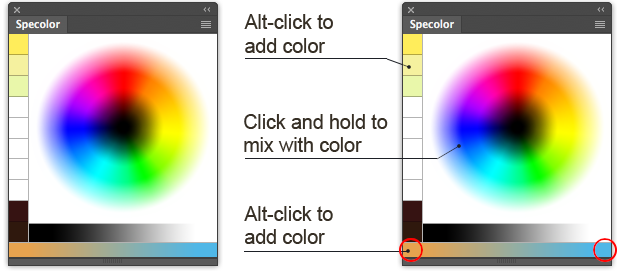 Specolor
Alt-click to
add color
Click and hold to
mix with color
Alt-click to
add color
Specolor